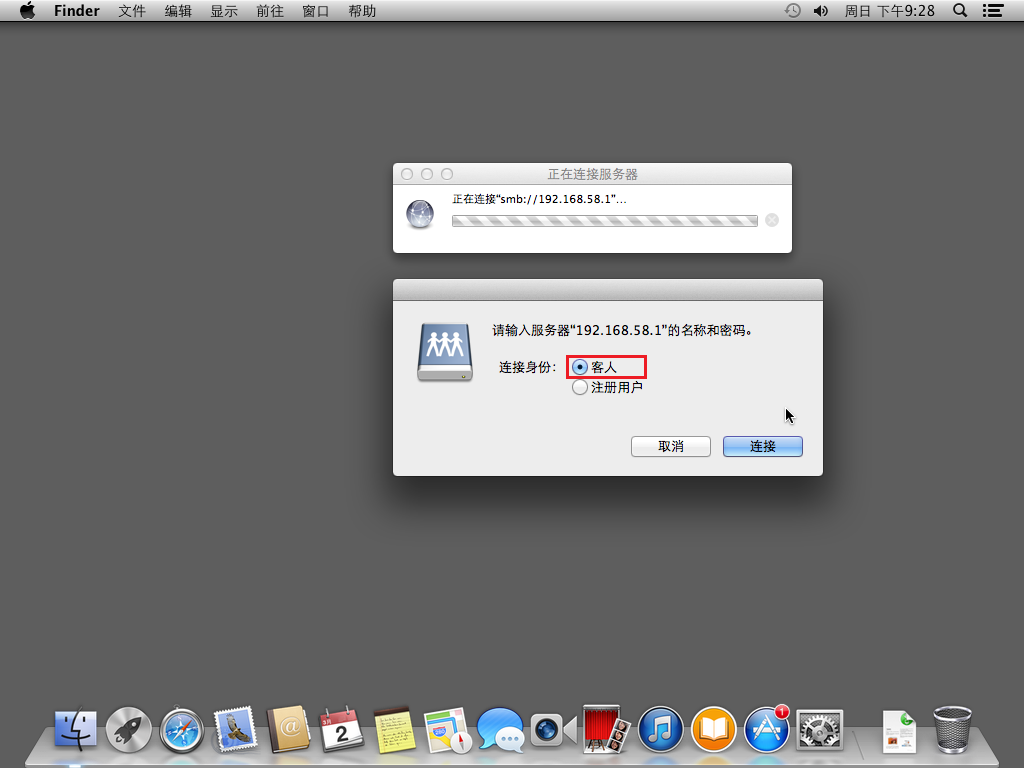 Finder 文件 编辑 显示 前往 窗口 帮助 周日 下午9:28
正在连接服务器
正在连接“smb://192.168.58.1”...
请输入服务器“192.168.58.1”的名称和密码。
连接身份: 客人
注册用户
取消 连接
2
1